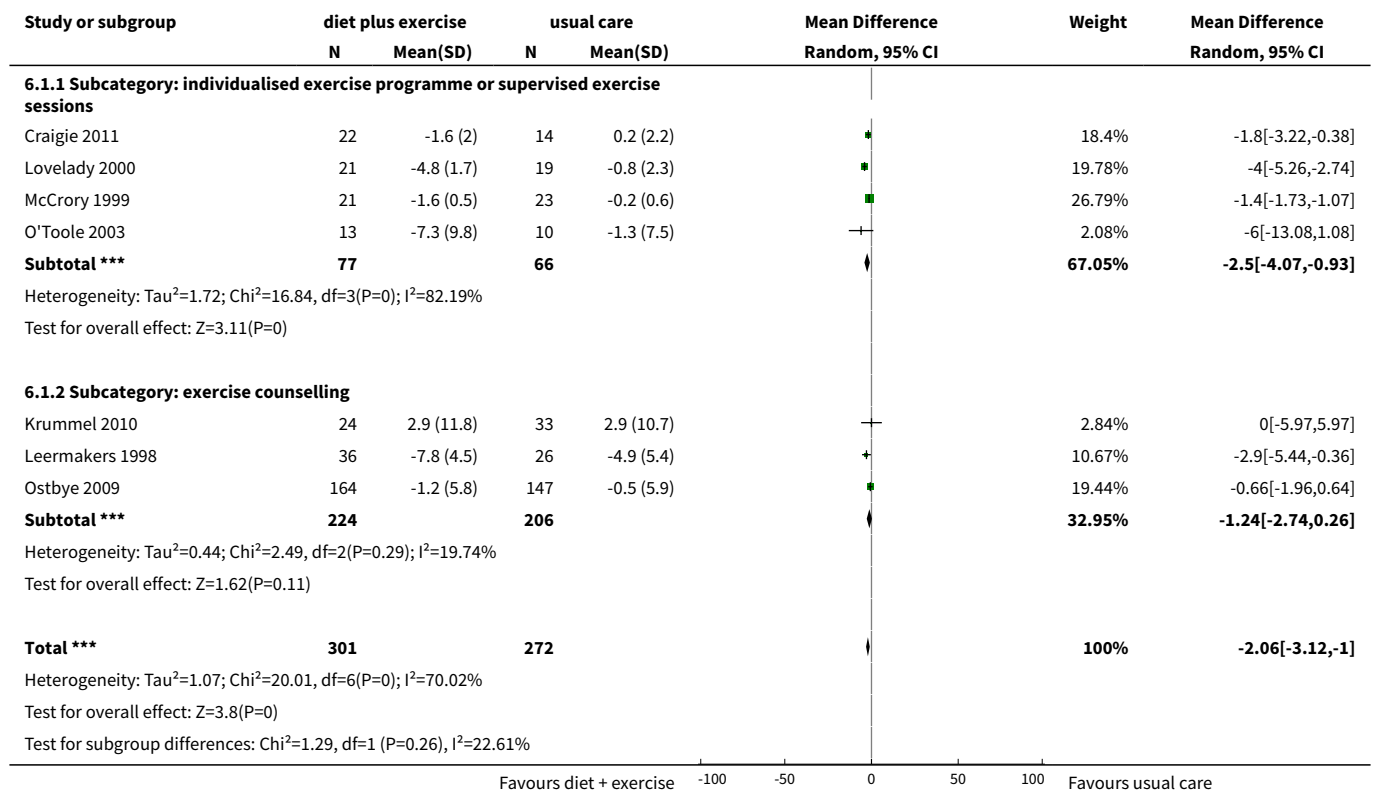 Study or subgroup diet plus exercise usual care Mean Difference Weight Mean Difference
N Mean(SD) N Mean(SD) Random, 95% CI Random, 95% CI
6.1.1 Subcategory: individualised exercise programme or supervised exercise
sessions
Craigie 2011 22 -1.6 (2) 14 0.2 (2.2) 18.4% -1.8[-3.22,-0.38]
Lovelady 2000 21 -4.8 (1.7) 19 -0.8 (2.3) 19.78% -4[-5.26,-2.74]
McCrory 1999 21 -1.6 (0.5) 23 -0.2 (0.6) 26.79% -1.4[-1.73,-1.07]
O'Toole 2003 13 -7.3 (9.8) 10 -1.3 (7.5) 2.08% -6[-13.08,1.08]
Subtotal *** 77 66 67.05% -2.5[-4.07,-0.93]
Heterogeneity: Tau²=1.72; Chi²=16.84, df=3(P=0); I²=82.19%
Test for overall effect: Z=3.11(P=0)
6.1.2 Subcategory: exercise counselling
Krummel 2010 24 2.9 (11.8) 33 2.9 (10.7) 2.84% 0[-5.97,5.97]
Leermakers 1998 36 -7.8 (4.5) 26 -4.9 (5.4) 10.67% -2.9[-5.44,-0.36]
Ostbye 2009 164 -1.2 (5.8) 147 -0.5 (5.9) 19.44% -0.66[-1.96,0.64]
Subtotal *** 224 206 32.95% -1.24[-2.74,0.26]
Heterogeneity: Tau²=0.44; Chi²=2.49, df=2(P=0.29); I²=19.74%
Test for overall effect: Z=1.62(P=0.11)
Total *** 301 272 100% -2.06[-3.12,-1]
Heterogeneity: Tau²=1.07; Chi²=20.01, df=6(P=0); I²=70.02%
Test for overall effect: Z=3.8(P=0)
Test for subgroup differences: Chi²=1.29, df=1 (P=0.26), I²=22.61%
Favours diet + exercise -100 -50 0 50 100 Favours usual care